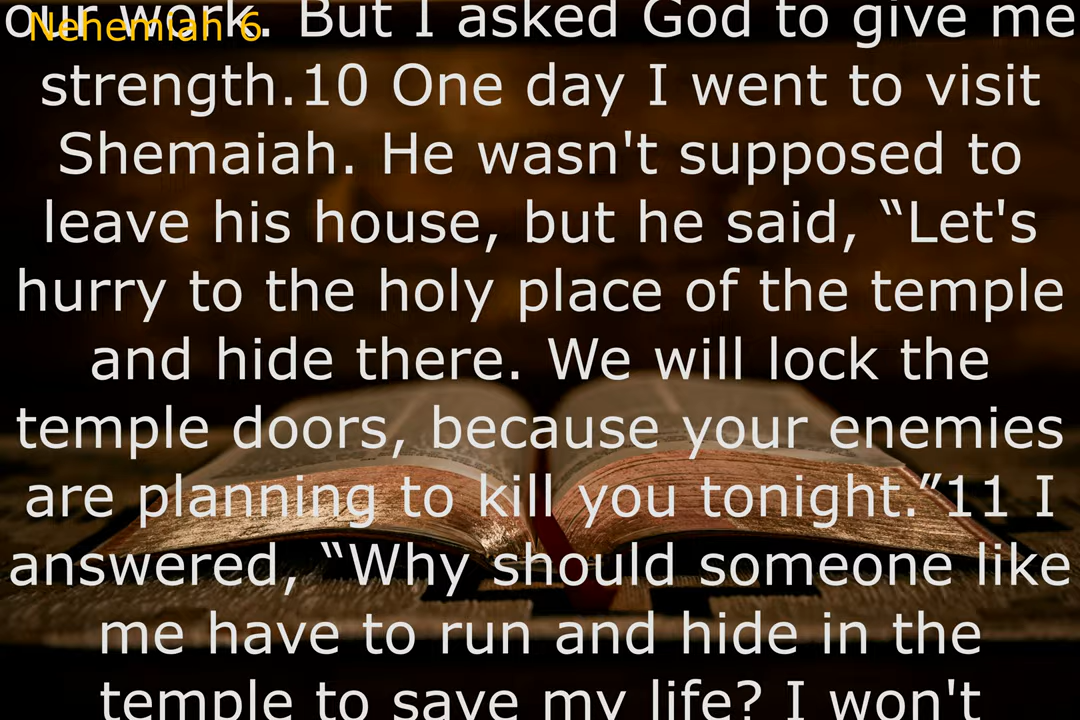 our work. But I asked God to give me
Nehemiah 6
strength.10 One day I went to visit
Shemaiah. He wasn't supposed to
leave his house, but he said, “Let's
hurry to the holy place of the temple
and hide there. We will lock the
temple doors, because your enemies
are planning to kill you tonight.”11 I
answered, “Why should someone like
me have to run and hide in the
temple to save my life? I won't